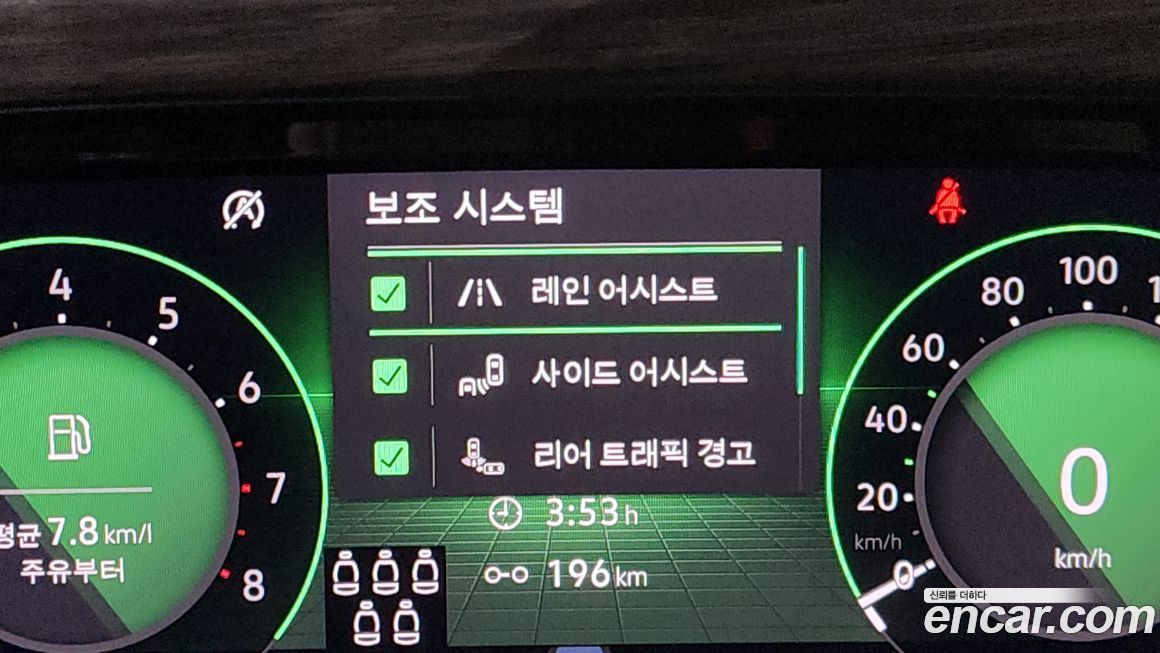 보조 시스템
레인 어시스트
사이드 어시스트
리어 트래픽 경고
3:53 h
196 km
4
5
6
7
8
평균 7.8 km/l
주유부터
100
80
60
40
20
0
km/h
0
km/h
신뢰를 더하다
encar.com